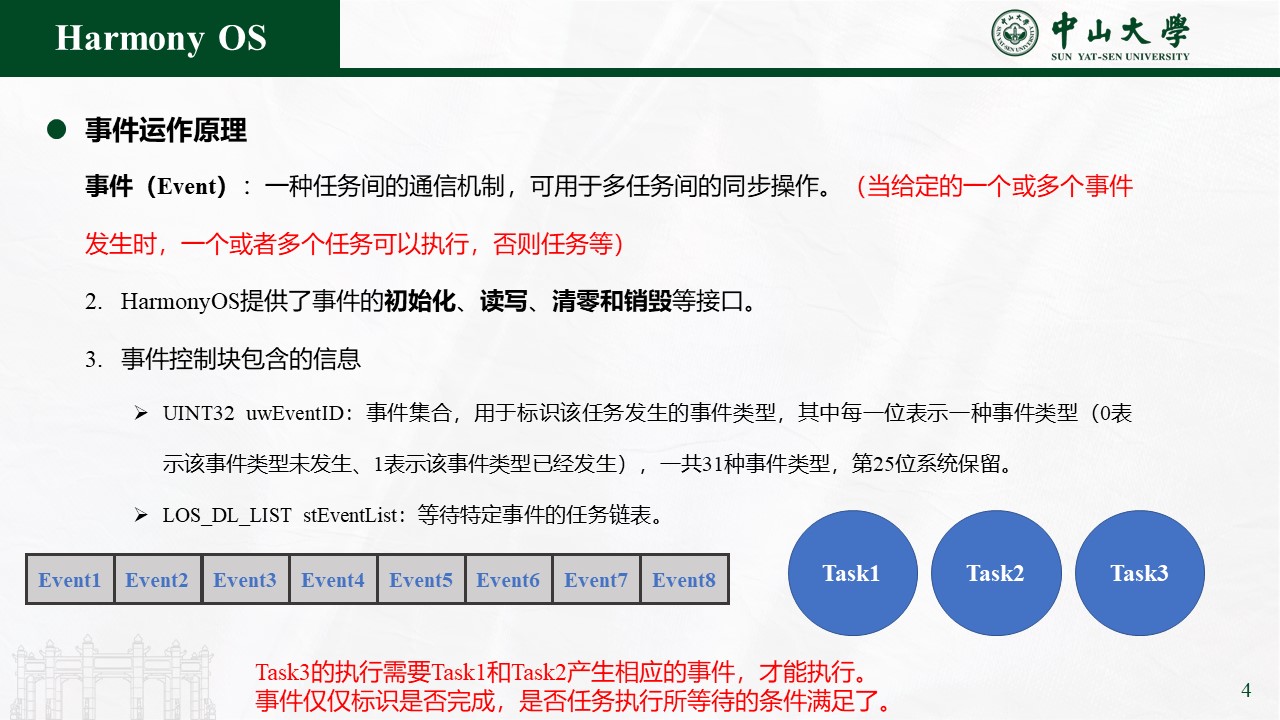 Harmony OS
中山大學
SUN YAT-SEN UNIVERSITY
事件运作原理
事件（Event）：一种任务间的通信机制，可用于多任务间的同步操作。（当给定的一个或多个事件
发生时，一个或者多个任务可以执行，否则任务等）
2. HarmonyOS提供了事件的初始化、读写、清零和销毁等接口。
3. 事件控制块包含的信息
➢ UINT32 uwEventID：事件集合，用于标识该任务发生的事件类型，其中每一位表示一种事件类型（0表
示该事件类型未发生、1表示该事件类型已经发生），一共31种事件类型，第25位系统保留。
➢ LOS_DL_LIST stEventList：等待特定事件的任务链表。
Event1 Event2 Event3 Event4 Event5 Event6 Event7 Event8
Task1 Task2 Task3
Task3的执行需要Task1和Task2产生相应的事件，才能执行。
事件仅仅标识是否完成，是否任务执行所等待的条件满足了。
4